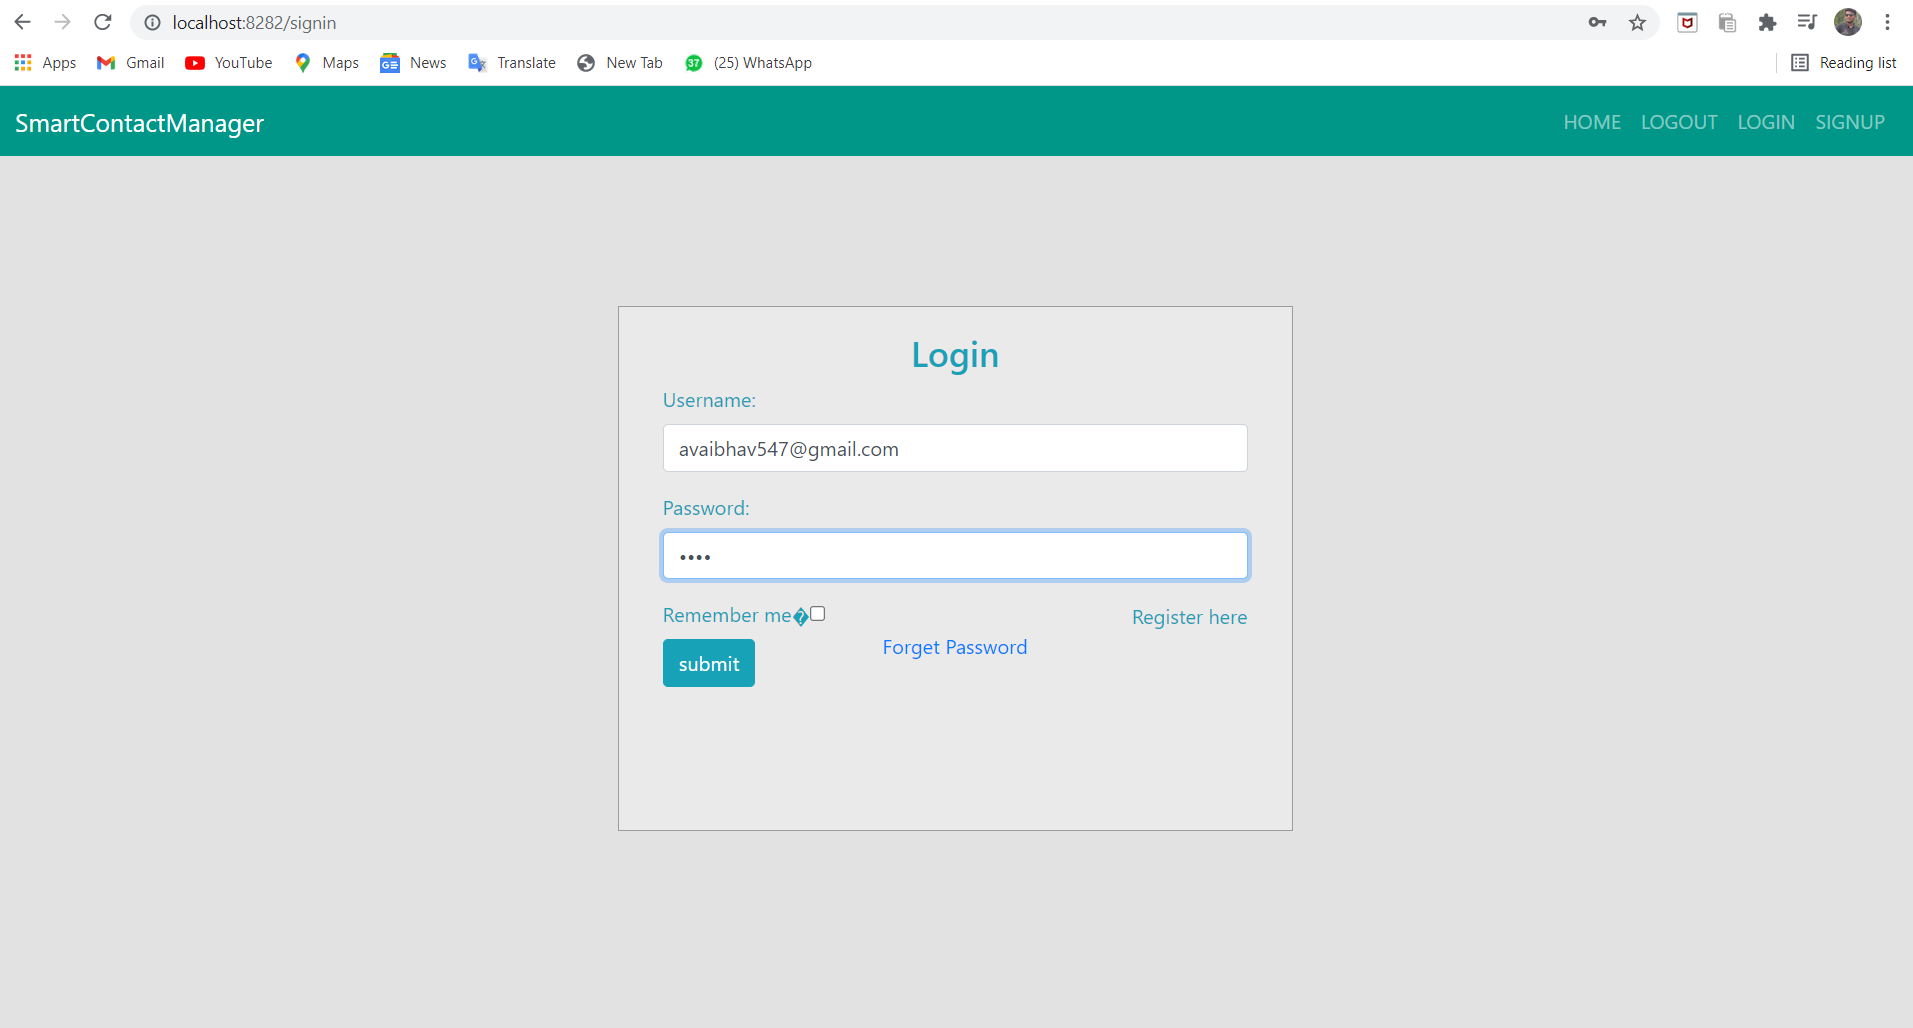 localhost:8282/signin
Apps Gmail YouTube Maps News Translate New Tab 37 (25) WhatsApp Reading list
SmartContactManager HOME LOGOUT LOGIN SIGNUP
Login
Username:
avaibhav547@gmail.com
Password:
••••
Remember me� Register here
Forget Password
submit